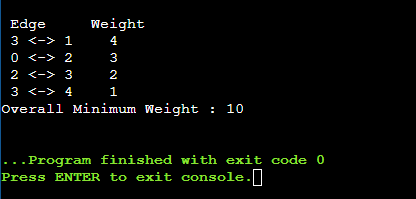 Edge Weight
3 <-> 1 4
0 <-> 2 3
2 <-> 3 2
3 <-> 4 1
Overall Minimum Weight : 10
...Program finished with exit code 0
Press ENTER to exit console.